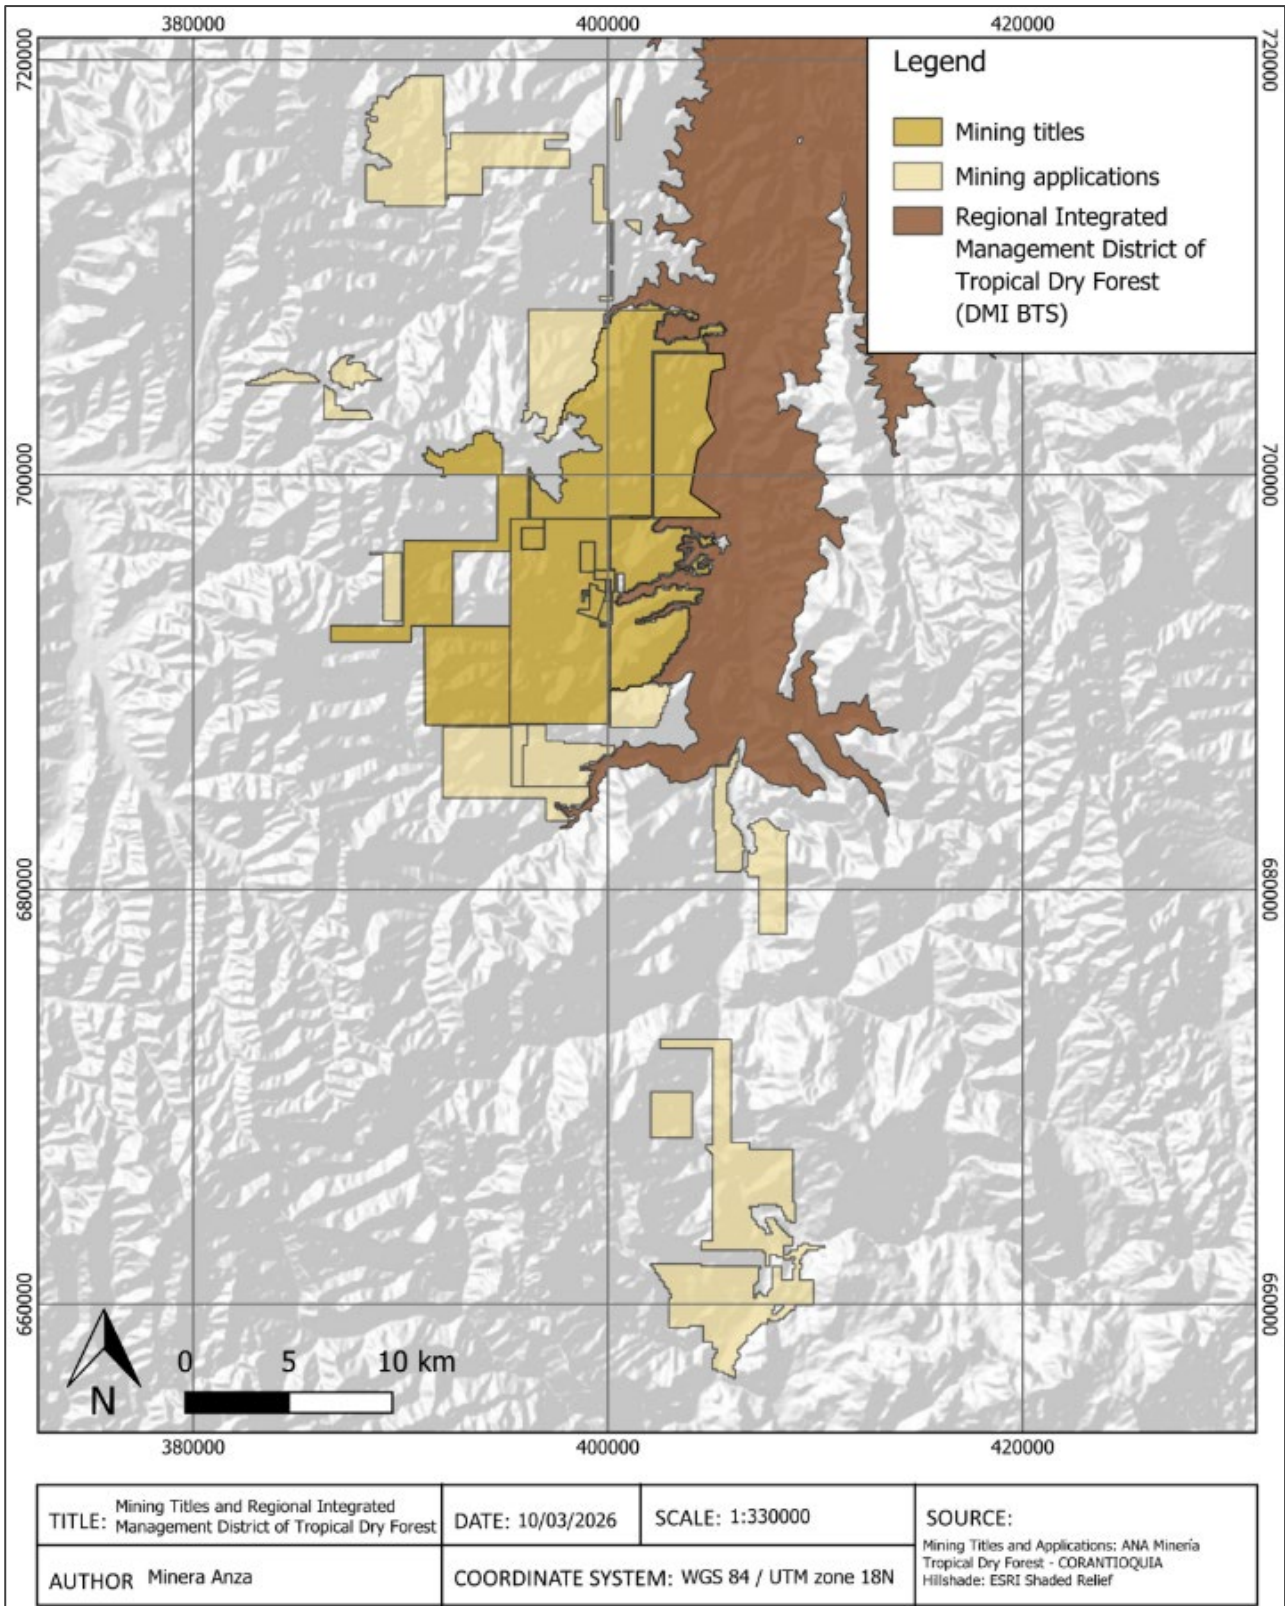 380000
400000
420000
720000
720000
Legend
Mining titles
Mining applications
Regional Integrated
Management District of
Tropical Dry Forest
(DMI BTS)
700000
700000
680000
680000
660000
660000
0 5 10 km
N
380000
400000
420000
TITLE: Mining Titles and Regional Integrated
Management District of Tropical Dry Forest
DATE: 10/03/2026
SCALE: 1:330000
SOURCE:
Mining Titles and Applications: ANA Minería
Tropical Dry Forest - CORANTIOQUIA
Hillshade: ESRI Shaded Relief
AUTHOR Minera Anza
COORDINATE SYSTEM: WGS 84 / UTM zone 18N